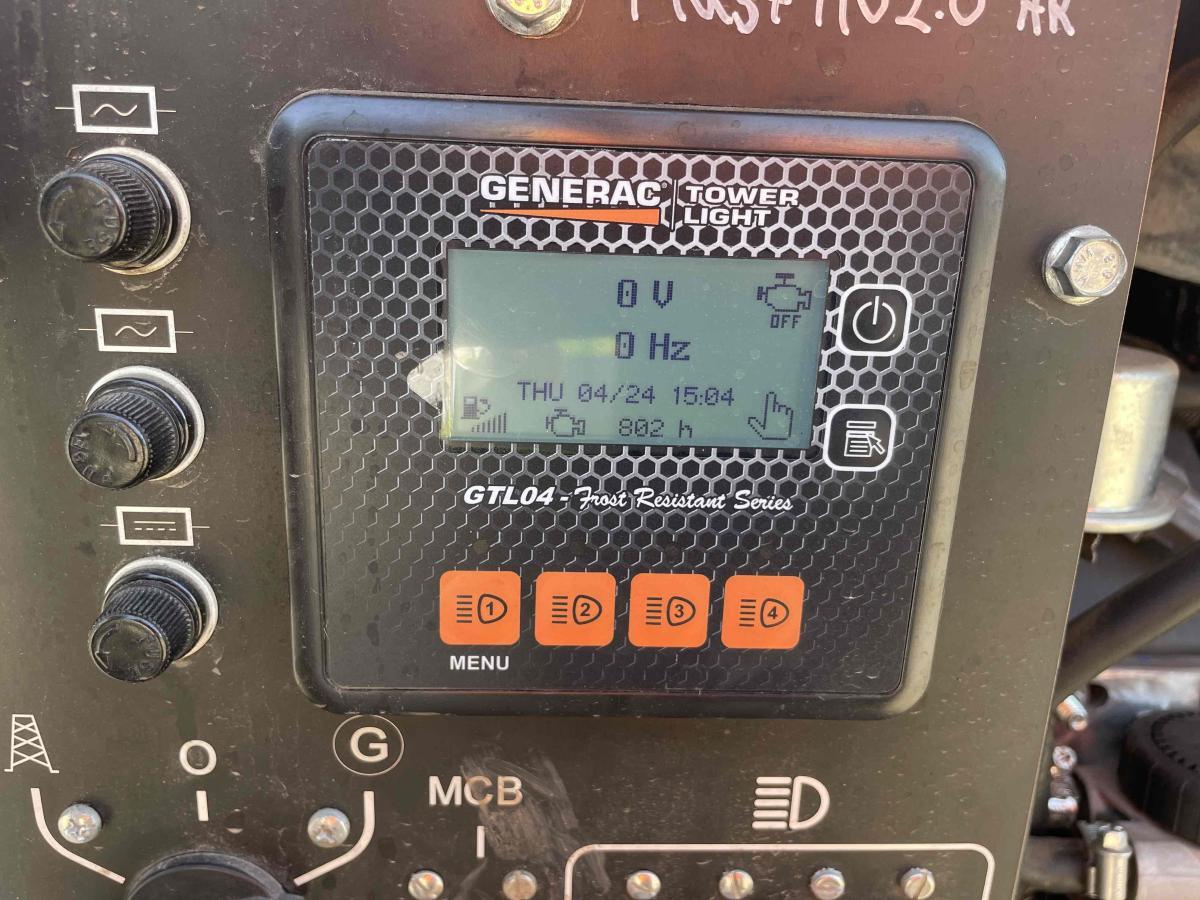 GENERAC® TOWER LIGHT
0 V
OFF
0 Hz
THU 04/24 15:04
802 h
GTL04 - Frost Resistant Series
1 2 3 4
MENU
O
G
MCB